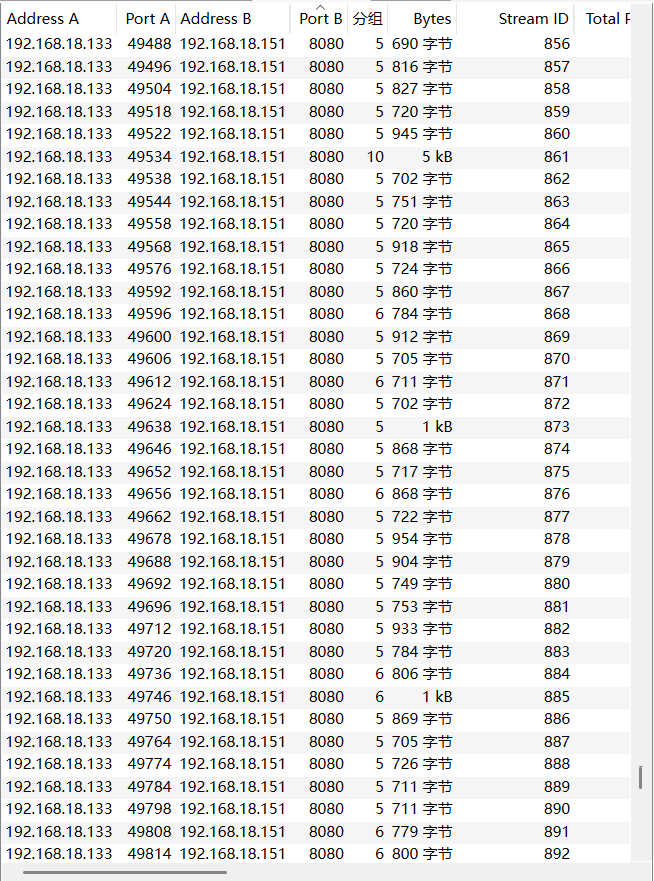 Address A Port A Address B Port B 分组 Bytes Stream ID Total P
192.168.18.133 49488 192.168.18.151 8080 5 690 字节 856
192.168.18.133 49496 192.168.18.151 8080 5 816 字节 857
192.168.18.133 49504 192.168.18.151 8080 5 827 字节 858
192.168.18.133 49518 192.168.18.151 8080 5 720 字节 859
192.168.18.133 49522 192.168.18.151 8080 5 945 字节 860
192.168.18.133 49534 192.168.18.151 8080 10 5 kB 861
192.168.18.133 49538 192.168.18.151 8080 5 702 字节 862
192.168.18.133 49544 192.168.18.151 8080 5 751 字节 863
192.168.18.133 49558 192.168.18.151 8080 5 720 字节 864
192.168.18.133 49568 192.168.18.151 8080 5 918 字节 865
192.168.18.133 49576 192.168.18.151 8080 5 724 字节 866
192.168.18.133 49592 192.168.18.151 8080 5 860 字节 867
192.168.18.133 49596 192.168.18.151 8080 6 784 字节 868
192.168.18.133 49600 192.168.18.151 8080 5 912 字节 869
192.168.18.133 49606 192.168.18.151 8080 5 705 字节 870
192.168.18.133 49612 192.168.18.151 8080 6 711 字节 871
192.168.18.133 49624 192.168.18.151 8080 5 702 字节 872
192.168.18.133 49638 192.168.18.151 8080 5 1 kB 873
192.168.18.133 49646 192.168.18.151 8080 5 868 字节 874
192.168.18.133 49652 192.168.18.151 8080 5 717 字节 875
192.168.18.133 49656 192.168.18.151 8080 6 868 字节 876
192.168.18.133 49662 192.168.18.151 8080 5 722 字节 877
192.168.18.133 49678 192.168.18.151 8080 5 954 字节 878
192.168.18.133 49688 192.168.18.151 8080 5 904 字节 879
192.168.18.133 49692 192.168.18.151 8080 5 749 字节 880
192.168.18.133 49696 192.168.18.151 8080 5 753 字节 881
192.168.18.133 49712 192.168.18.151 8080 5 933 字节 882
192.168.18.133 49720 192.168.18.151 8080 5 784 字节 883
192.168.18.133 49736 192.168.18.151 8080 6 806 字节 884
192.168.18.133 49746 192.168.18.151 8080 6 1 kB 885
192.168.18.133 49750 192.168.18.151 8080 5 869 字节 886
192.168.18.133 49764 192.168.18.151 8080 5 705 字节 887
192.168.18.133 49774 192.168.18.151 8080 5 726 字节 888
192.168.18.133 49784 192.168.18.151 8080 5 711 字节 889
192.168.18.133 49798 192.168.18.151 8080 5 711 字节 890
192.168.18.133 49808 192.168.18.151 8080 6 779 字节 891
192.168.18.133 49814 192.168.18.151 8080 6 800 字节 892